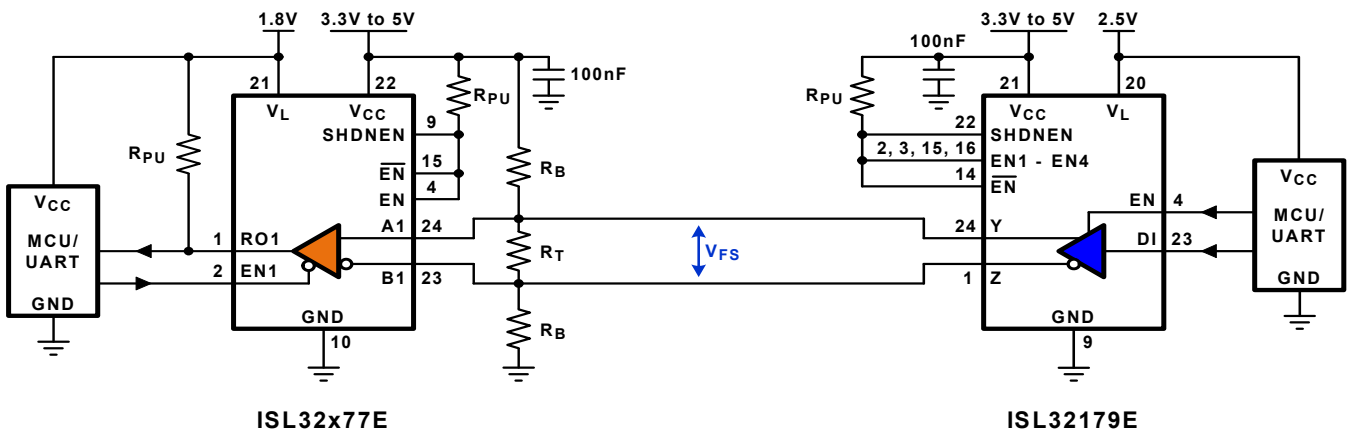 1.8V 3.3V to 5V
21 22
100nF
VL VCC
RPU
9
SHDNEN
RPU
15
EN
4
EN
RB
VCC
MCU/
UART
GND
1 RO1
2 EN1
A1 24
B1 23
RT
GND
10
RB
VFS
3.3V to 5V 2.5V
100nF
21 20
RPU
VCC VL
22 SHDNEN
2, 3, 15, 16 EN1 - EN4
14 EN
EN 4
DI 23
24 Y
1 Z
GND
9
VCC
MCU/
UART
GND
ISL32x77E
ISL32179E